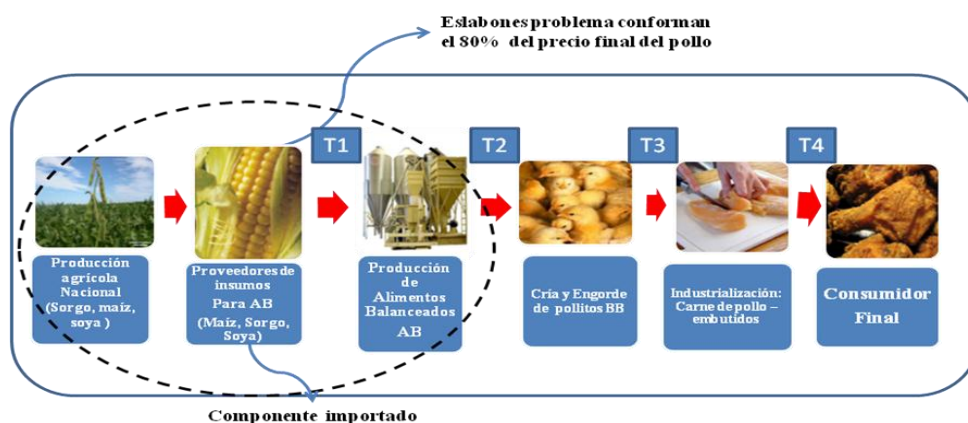 Eslabones problema conforman
el 80% del precio final del pollo
T1
T2
T3
T4
Producción
agrícola
Nacional
(Sorgo, maíz,
soya )
Proveedores de
insumos
Para AB
(Maíz, Sorgo,
Soya)
Producción
de
Alimentos
Balanceados
AB
Cría y Engorde
de pollitos BB
Industrialización:
Carne de pollo –
embutidos
Consumidor
Final
Componente importado